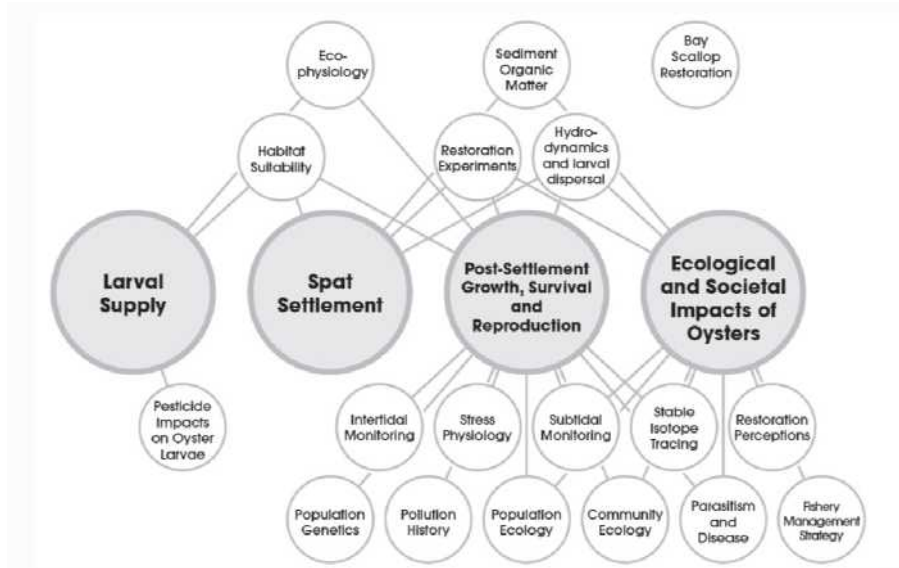 Eco-
physiology
Sediment
Organic
Matter
Bay
Scallop
Restoration
Habitat
Suitability
Restoration
Experiments
Hydro-
dynamics
and larval
dispersal
Larval
Supply
Spat
Settlement
Post-Settlement
Growth, Survival
and
Reproduction
Ecological
and Societal
Impacts of
Oysters
Pesticide
Impacts
on Oyster
Larvae
Intertidal
Monitoring
Stress
Physiology
Subtidal
Monitoring
Stable
Isotope
Tracing
Restoration
Perceptions
Population
Genetics
Pollution
History
Population
Ecology
Community
Ecology
Parasitism
and
Disease
Fishery
Management
Strategy